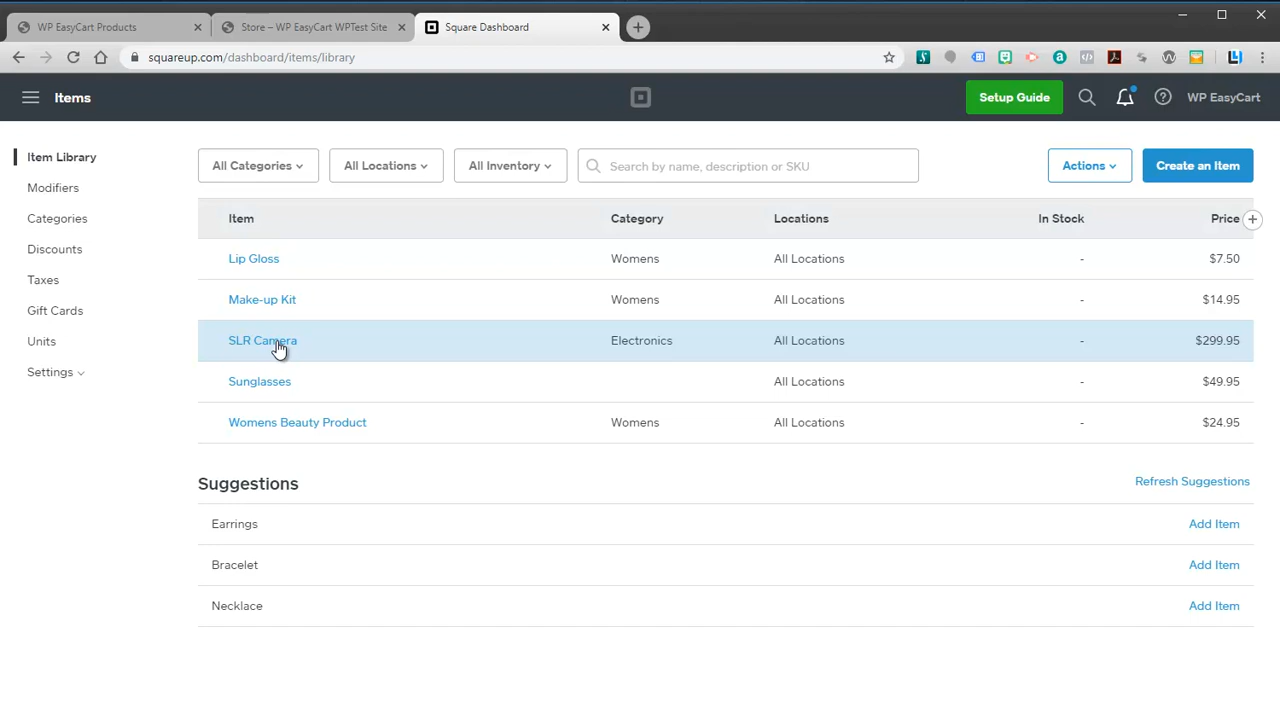 WP EasyCart Products
Store – WP EasyCart WPTest Site
Square Dashboard
squareup.com/dashboard/items/library
Items
Setup Guide
WP EasyCart
Item Library
Modifiers
Categories
Discounts
Taxes
Gift Cards
Units
Settings
All Categories
All Locations
All Inventory
Search by name, description or SKU
Actions
Create an Item
Item Category Locations In Stock Price
Lip Gloss Womens All Locations - $7.50
Make-up Kit Womens All Locations - $14.95
SLR Camera Electronics All Locations - $299.95
Sunglasses All Locations - $49.95
Womens Beauty Product Womens All Locations - $24.95
Suggestions Refresh Suggestions
Earrings Add Item
Bracelet Add Item
Necklace Add Item